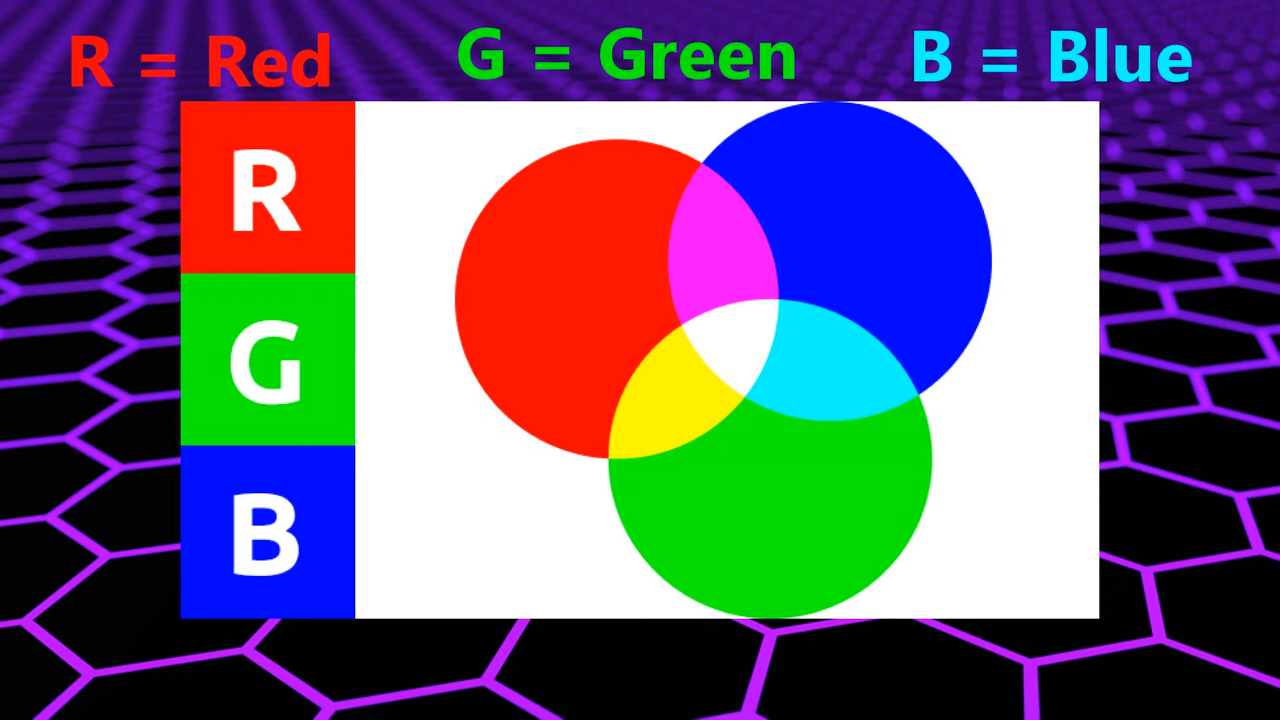 R = Red
G = Green
B = Blue
R
G
B